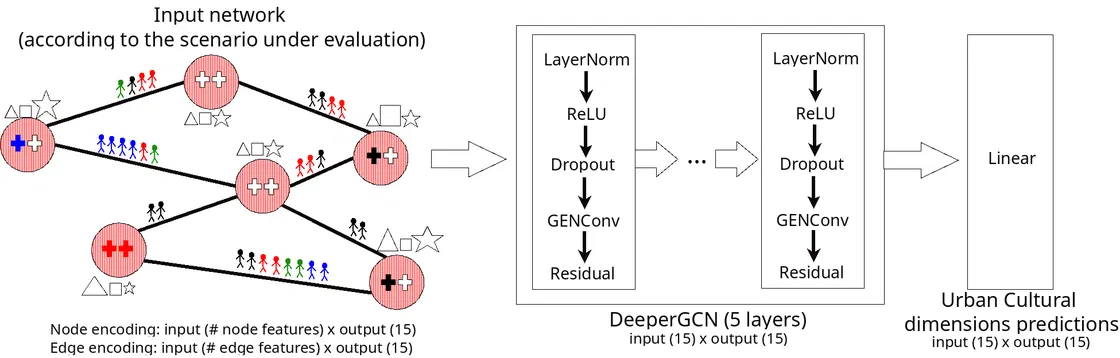 Input network
(according to the scenario under evaluation)
Node encoding: input (# node features) x output (15)
Edge encoding: input (# edge features) x output (15)
LayerNorm
ReLU
Dropout
GENConv
Residual
...
LayerNorm
ReLU
Dropout
GENConv
Residual
DeeperGCN (5 layers)
input (15) x output (15)
Linear
Urban Cultural
dimensions predictions
input (15) x output (15)